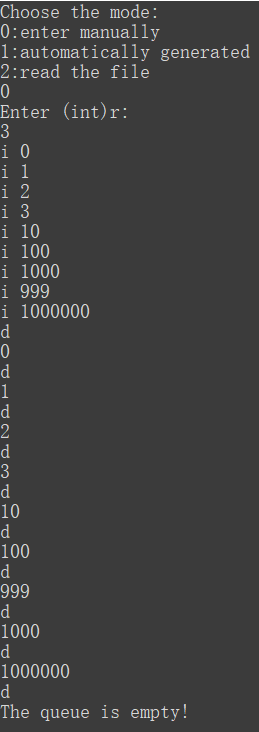 Choose the mode:
0:enter manually
1:automatically generated
2:read the file
0
Enter (int)r:
3
i 0
i 1
i 2
i 3
i 10
i 100
i 1000
i 999
i 1000000
d
0
d
1
d
2
d
3
d
10
d
100
d
999
d
1000
d
1000000
d
The queue is empty!